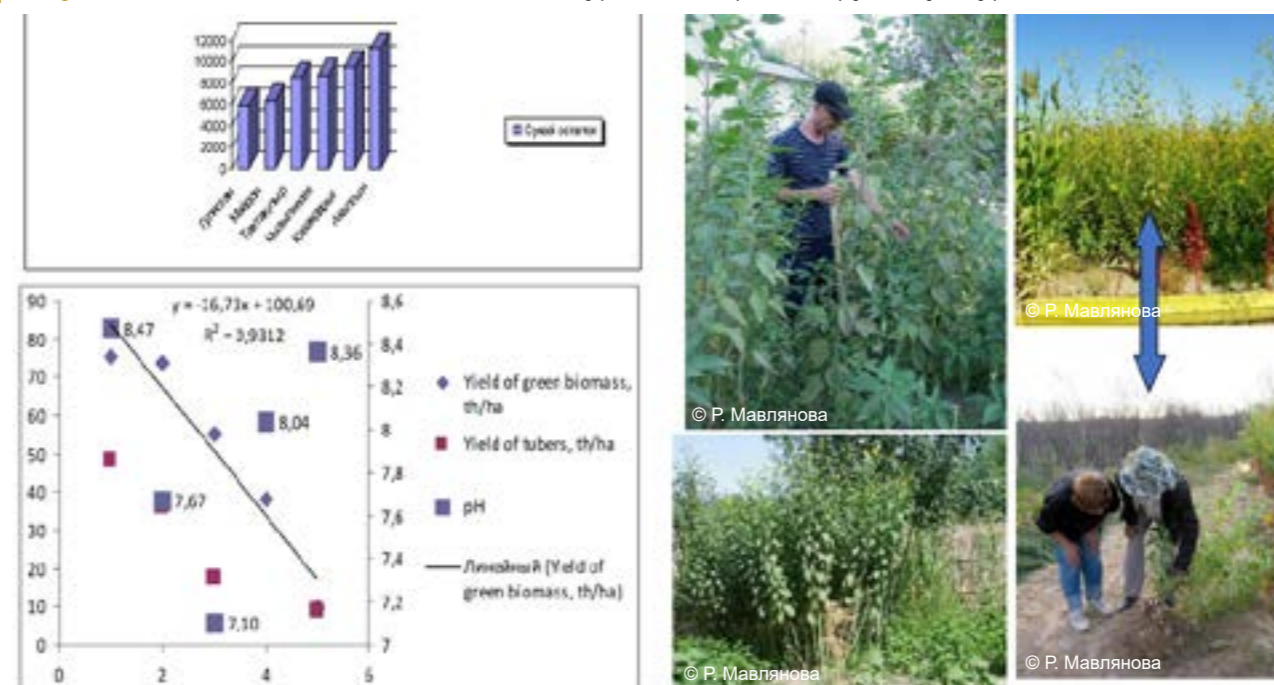 12000
10000
8000
6000
4000
2000
0
Сухой остаток
90
80
70
60
50
40
30
20
10
0
0
2
4
6
8,6
8,4
8,2
8
7,8
7,6
7,4
7,2
7
y = -16,73x + 100,69
8,47
8,36
8,04
7,67
7,10
Yield of green biomass,
th/ha
Yield of tubers, th/ha
pH
Линейный (Yield of
green biomass, th/ha)
© Р. Мавлянова
© Р. Мавлянова
© Р. Мавлянова
© Р. Мавлянова